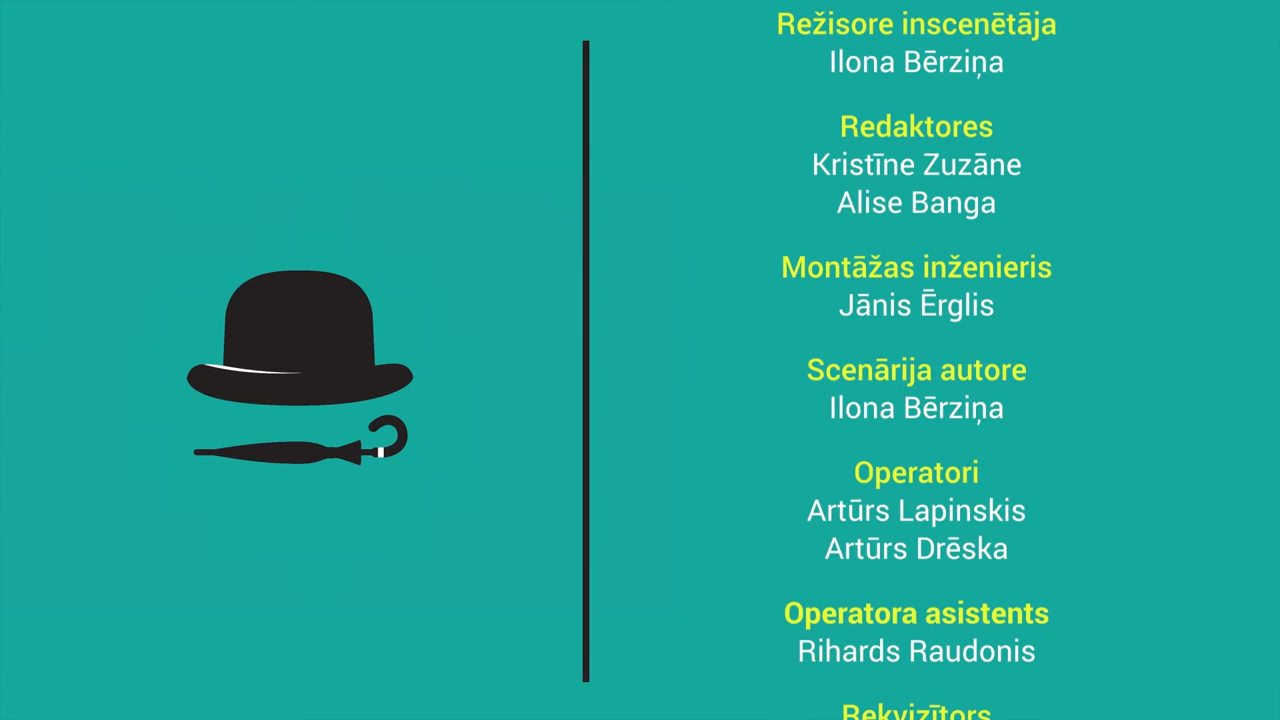 Režisore inscenētāja
Ilona Bērziņa
Redaktores
Kristīne Zuzāne
Alise Banga
Montāžas inženieris
Jānis Ērglis
Scenārija autore
Ilona Bērziņa
Operatori
Artūrs Lapinskis
Artūrs Drēska
Operatora asistents
Rihards Raudonis
Rekvizītors